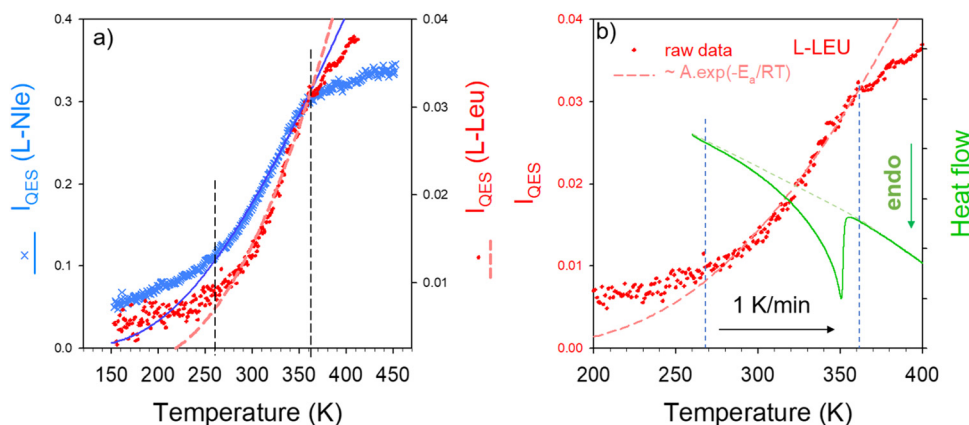 a)
0.4
0.3
0.2
0.1
0.0
I_QES (L-Nle)
×
150 200 250 300 350 400 450
Temperature (K)
0.04
0.03
0.02
0.01
I_QES (L-Leu)
b)
L-LEU
raw data
~ A.exp(-E_a/RT)
0.04
0.03
0.02
0.01
0.00
I_QES
1 K/min
endo
Heat flow
200 250 300 350 400
Temperature (K)